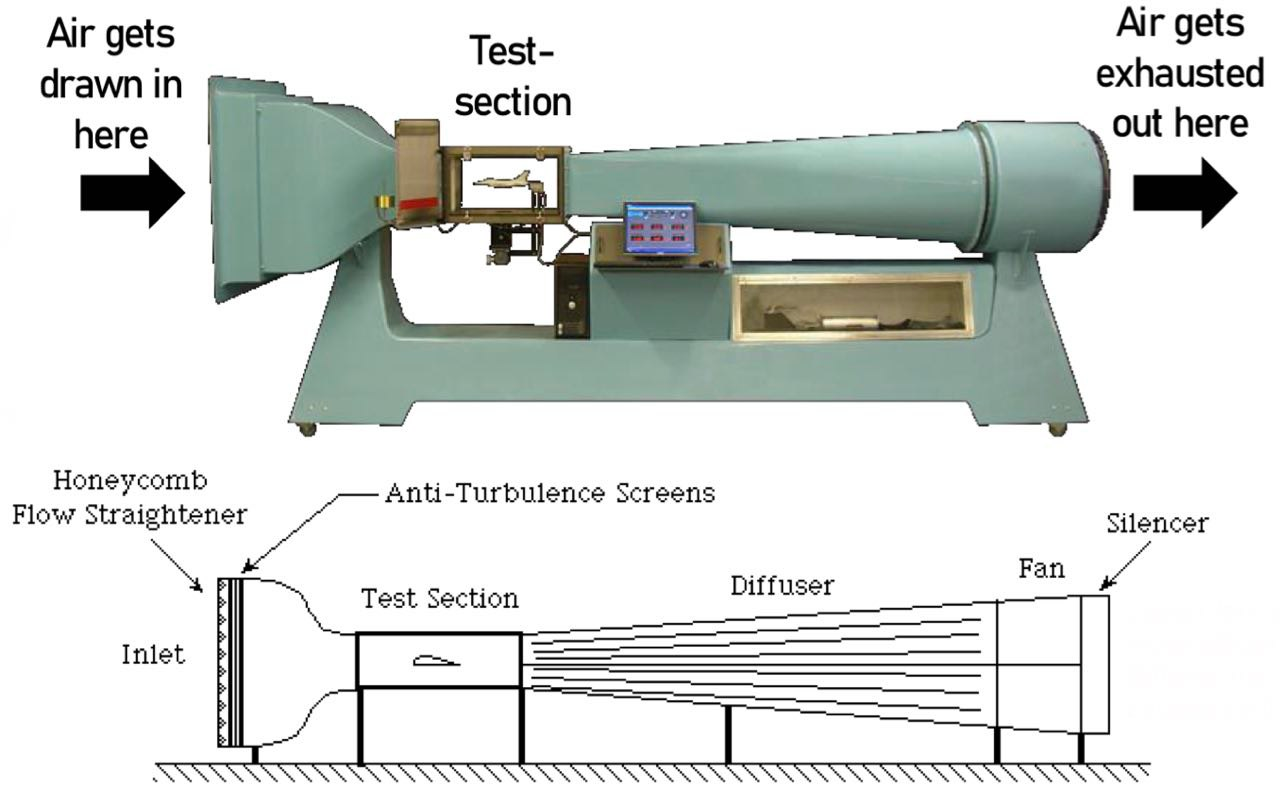 Air gets
drawn in
here
Test-
section
Air gets
exhausted
out here
Honeycomb
Flow Straightener
Anti-Turbulence Screens
Silencer
Fan
Diffuser
Test Section
Inlet